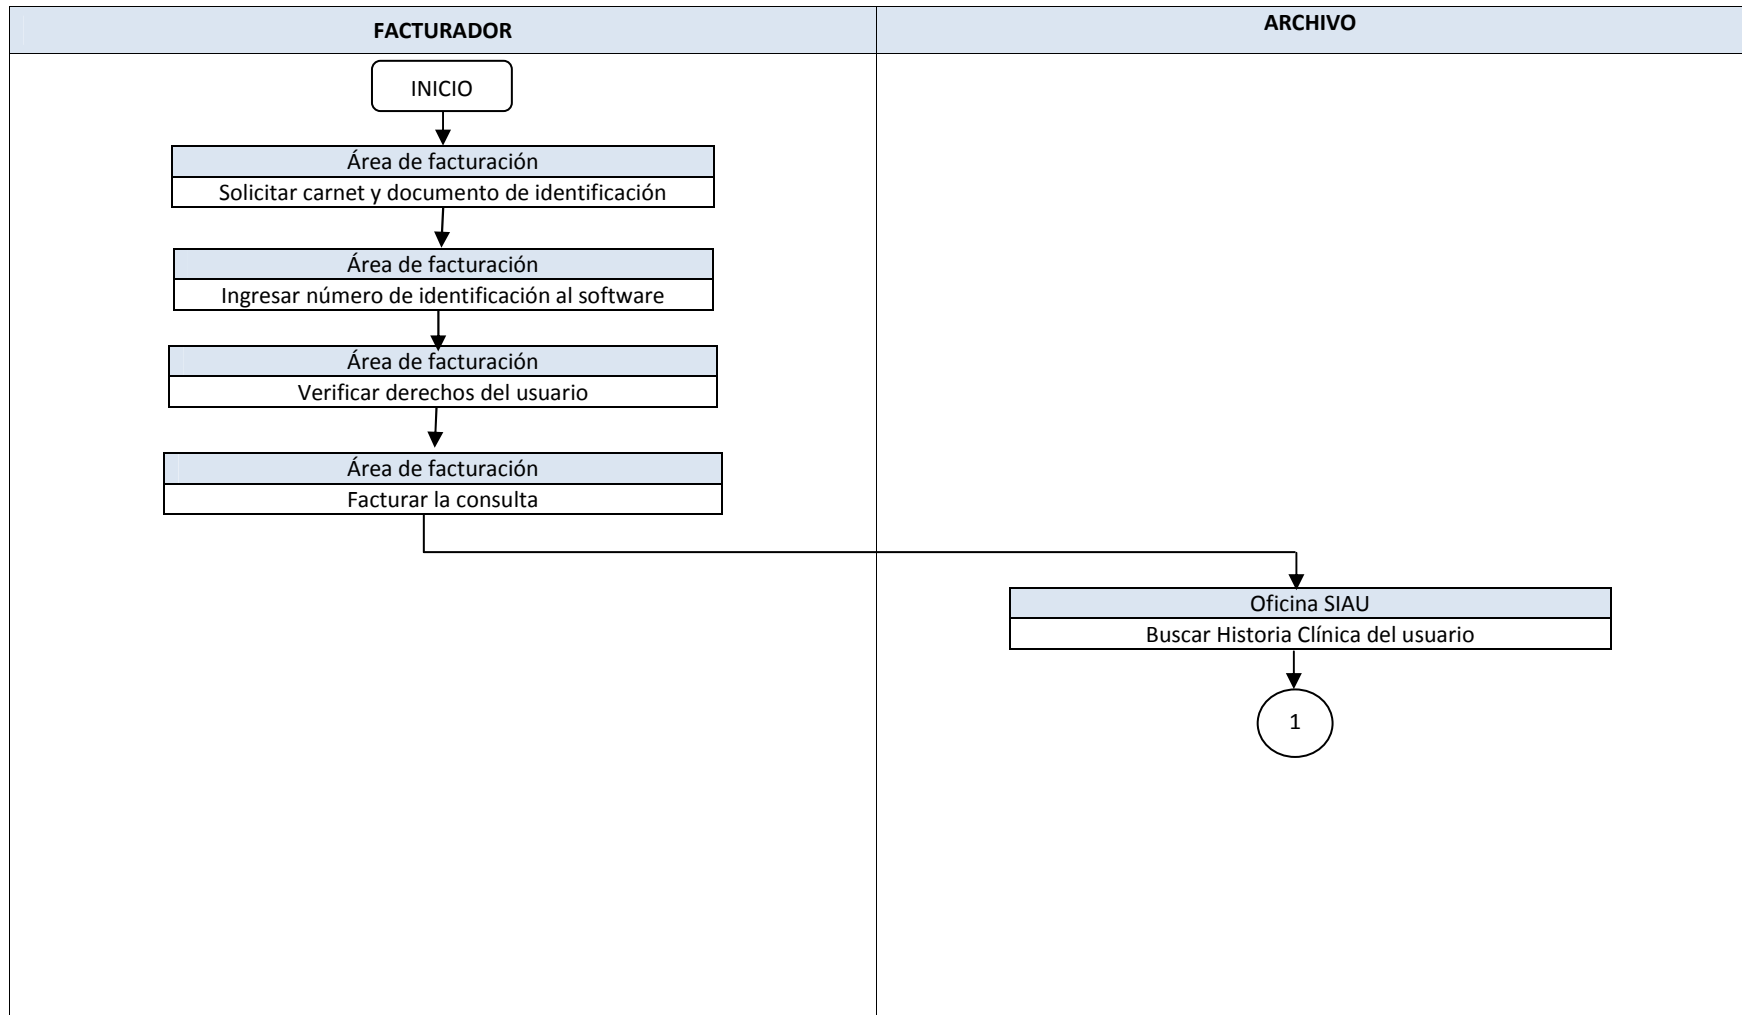 FACTURADOR
ARCHIVO
INICIO
Área de facturación
Solicitar carnet y documento de identificación
Área de facturación
Ingresar número de identificación al software
Área de facturación
Verificar derechos del usuario
Área de facturación
Facturar la consulta
Oficina SIAU
Buscar Historia Clínica del usuario
1